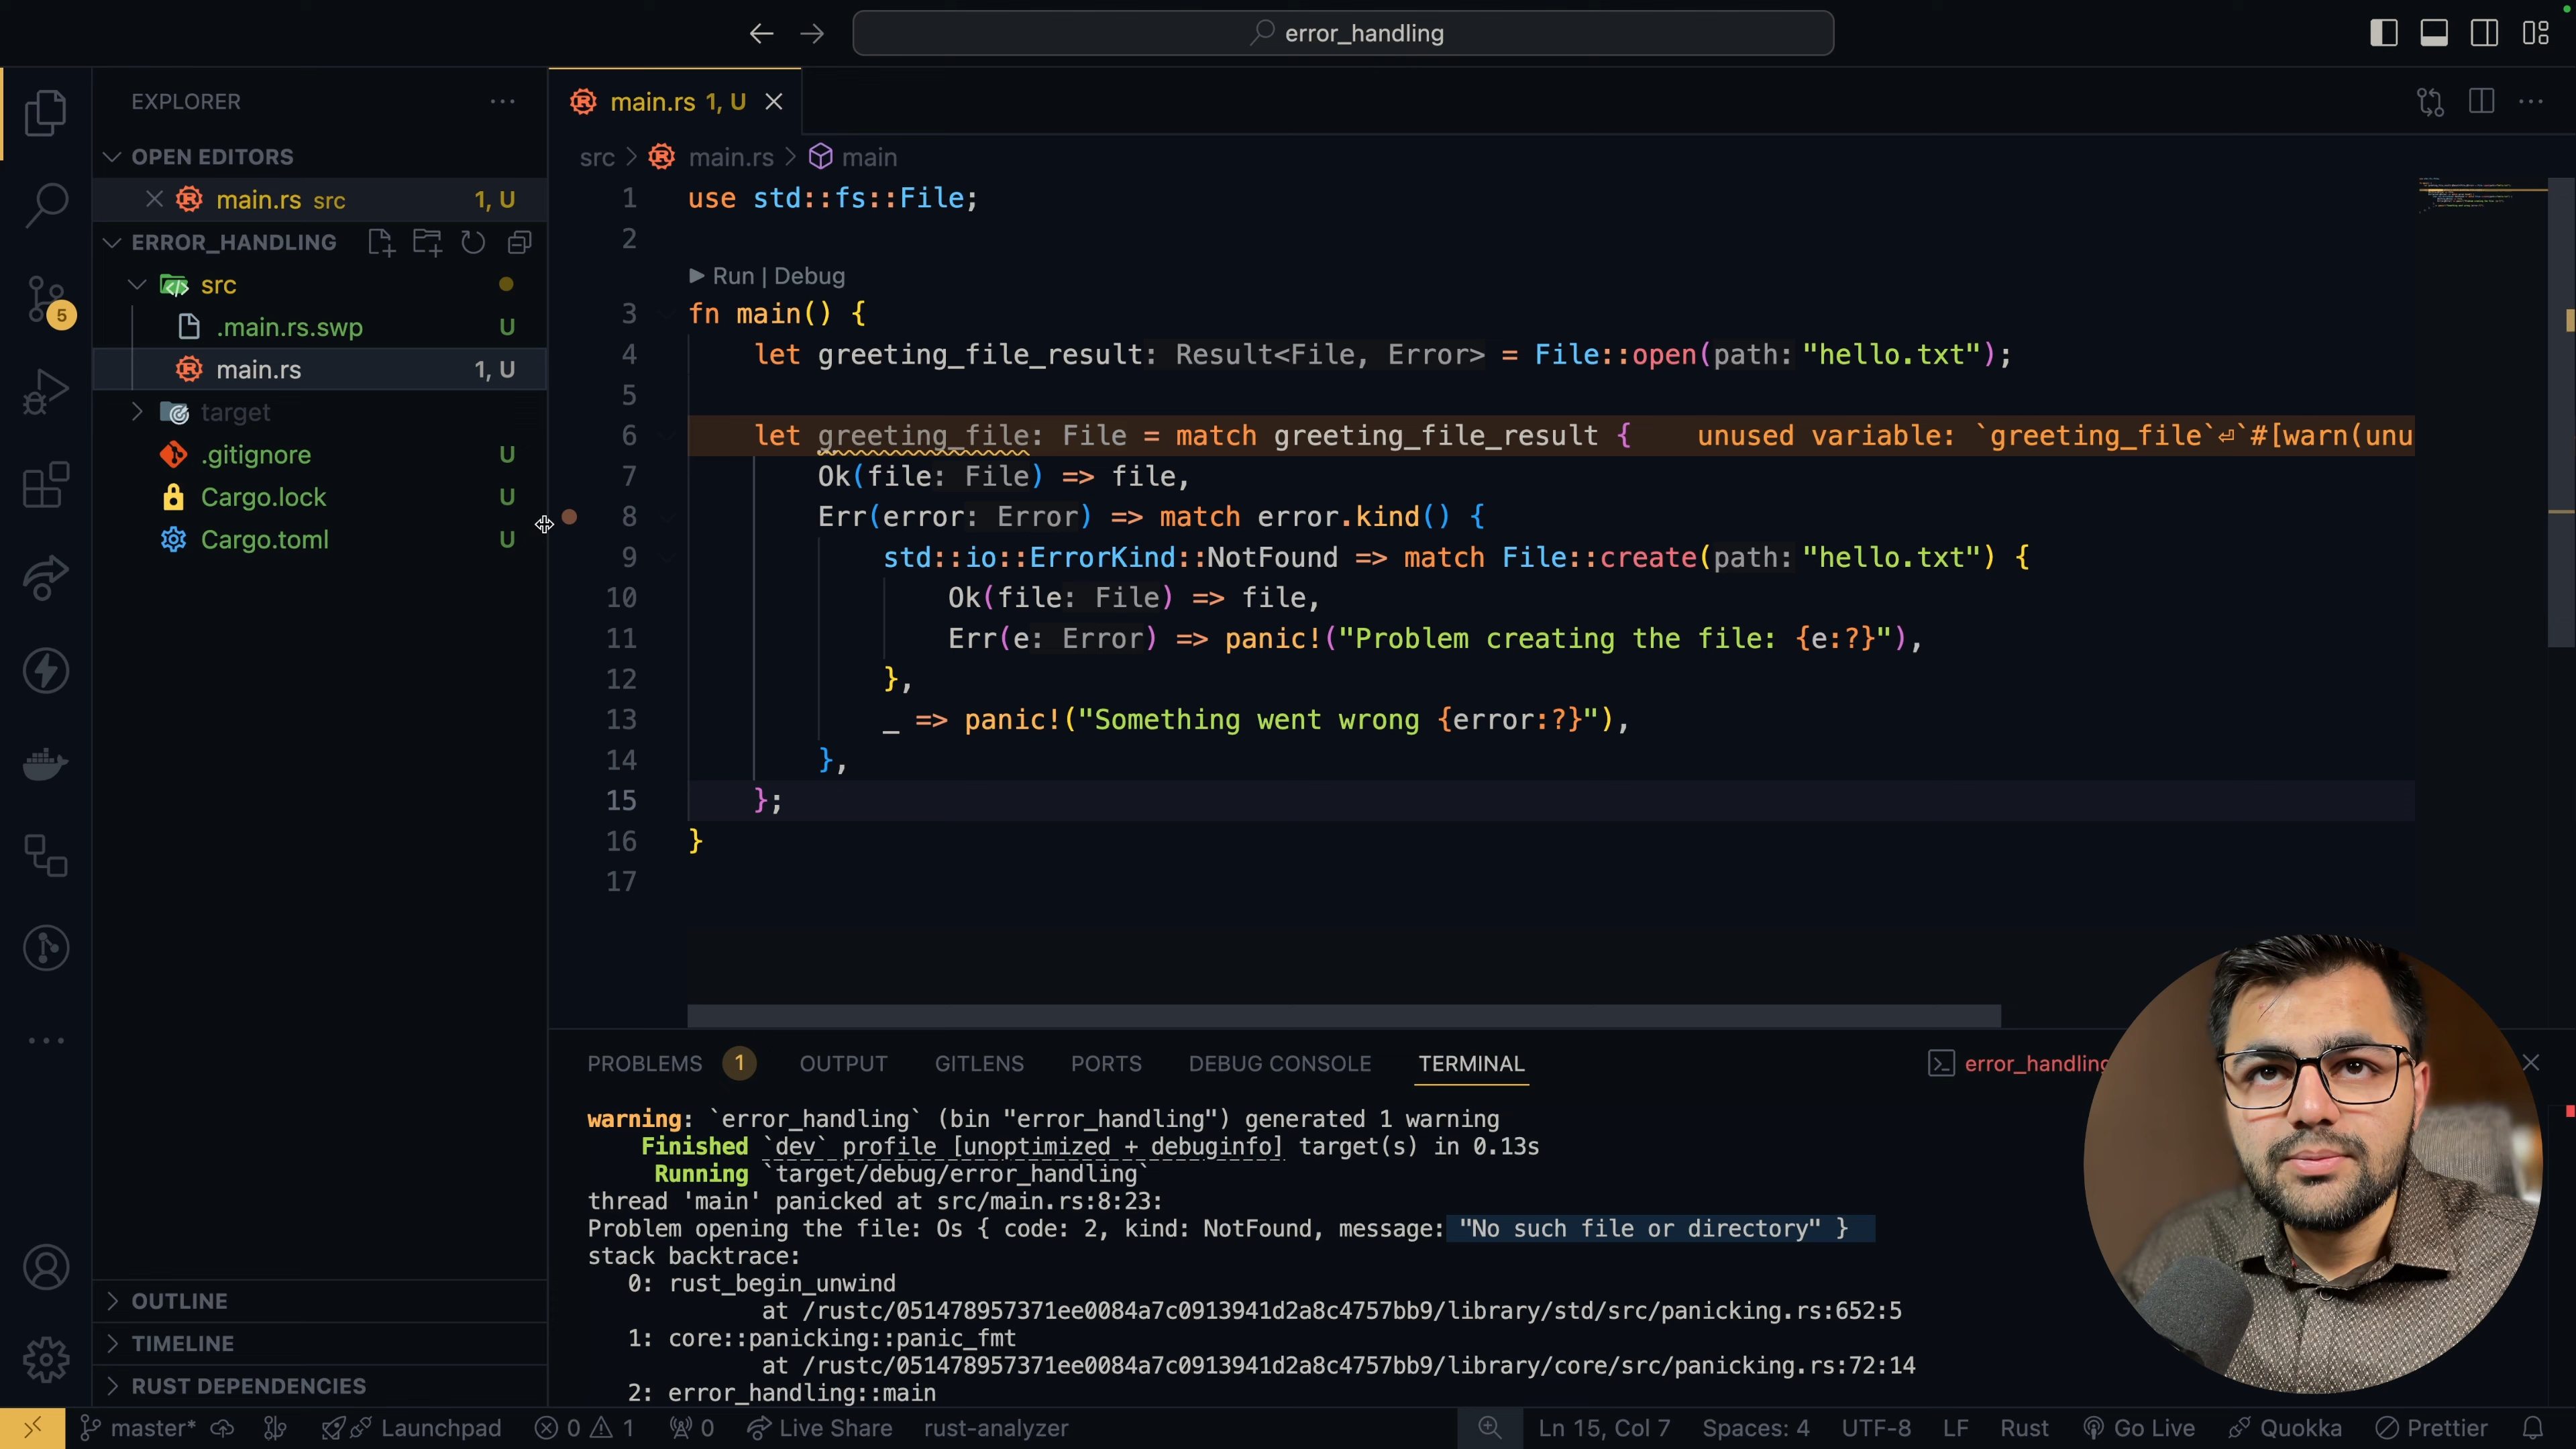 error_handling
EXPLORER
OPEN EDITORS
main.rs src 1, U
ERROR_HANDLING
src
.main.rs.swp U
main.rs 1, U
target
.gitignore U
Cargo.lock U
Cargo.toml U
5
OUTLINE
TIMELINE
RUST DEPENDENCIES
main.rs 1, U
src > main.rs > main
1 use std::fs::File;
2
Run | Debug
3 fn main() {
4 let greeting_file_result: Result<File, Error> = File::open(path: "hello.txt");
5
6 let greeting_file: File = match greeting_file_result { unused variable: `greeting_file`⏎`#[warn(unu
7 Ok(file: File) => file,
8 Err(error: Error) => match error.kind() {
9 std::io::ErrorKind::NotFound => match File::create(path: "hello.txt") {
10 Ok(file: File) => file,
11 Err(e: Error) => panic!("Problem creating the file: {e:?}"),
12 },
13 _ => panic!("Something went wrong {error:?}"),
14 },
15 };
16 }
17
PROBLEMS 1 OUTPUT GITLENS PORTS DEBUG CONSOLE TERMINAL
error_handling
warning: `error_handling` (bin "error_handling") generated 1 warning
Finished `dev` profile [unoptimized + debuginfo] target(s) in 0.13s
Running `target/debug/error_handling`
thread 'main' panicked at src/main.rs:8:23:
Problem opening the file: Os { code: 2, kind: NotFound, message: "No such file or directory" }
stack backtrace:
0: rust_begin_unwind
at /rustc/051478957371ee0084a7c0913941d2a8c4757bb9/library/std/src/panicking.rs:652:5
1: core::panicking::panic_fmt
at /rustc/051478957371ee0084a7c0913941d2a8c4757bb9/library/core/src/panicking.rs:72:14
2: error_handling::main
master* Launchpad 0 1 0 Live Share rust-analyzer Ln 15, Col 7 Spaces: 4 UTF-8 LF Rust Go Live Quokka Prettier